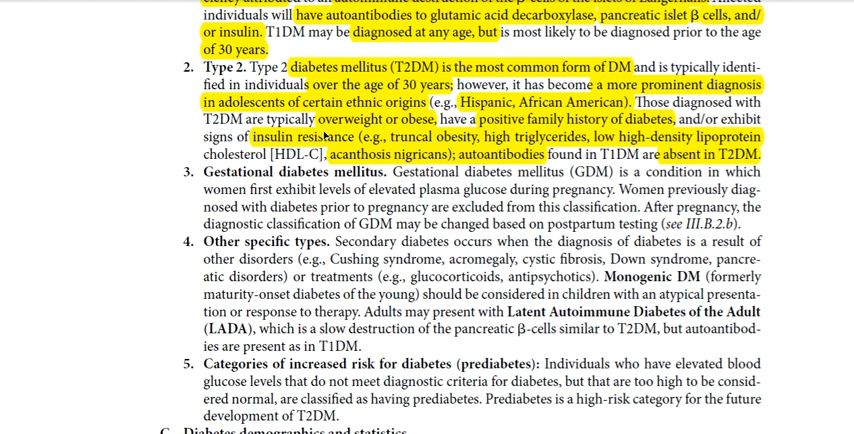 individuals will have autoantibodies to glutamic acid decarboxylase, pancreatic islet β cells, and/
or insulin. T1DM may be diagnosed at any age, but is most likely to be diagnosed prior to the age
of 30 years.
2. Type 2. Type 2 diabetes mellitus (T2DM) is the most common form of DM and is typically identi-
fied in individuals over the age of 30 years; however, it has become a more prominent diagnosis
in adolescents of certain ethnic origins (e.g., Hispanic, African American). Those diagnosed with
T2DM are typically overweight or obese, have a positive family history of diabetes, and/or exhibit
signs of insulin resistance (e.g., truncal obesity, high triglycerides, low high-density lipoprotein
cholesterol [HDL-C], acanthosis nigricans); autoantibodies found in T1DM are absent in T2DM.
3. Gestational diabetes mellitus. Gestational diabetes mellitus (GDM) is a condition in which
women first exhibit levels of elevated plasma glucose during pregnancy. Women previously diag-
nosed with diabetes prior to pregnancy are excluded from this classification. After pregnancy, the
diagnostic classification of GDM may be changed based on postpartum testing (see III.B.2.b).
4. Other specific types. Secondary diabetes occurs when the diagnosis of diabetes is a result of
other disorders (e.g., Cushing syndrome, acromegaly, cystic fibrosis, Down syndrome, pancre-
atic disorders) or treatments (e.g., glucocorticoids, antipsychotics). Monogenic DM (formerly
maturity-onset diabetes of the young) should be considered in children with an atypical presenta-
tion or response to therapy. Adults may present with Latent Autoimmune Diabetes of the Adult
(LADA), which is a slow destruction of the pancreatic β-cells similar to T2DM, but autoantibod-
ies are present as in T1DM.
5. Categories of increased risk for diabetes (prediabetes): Individuals who have elevated blood
glucose levels that do not meet diagnostic criteria for diabetes, but that are too high to be consid-
ered normal, are classified as having prediabetes. Prediabetes is a high-risk category for the future
development of T2DM.
C. Diabetes demographics and statistics